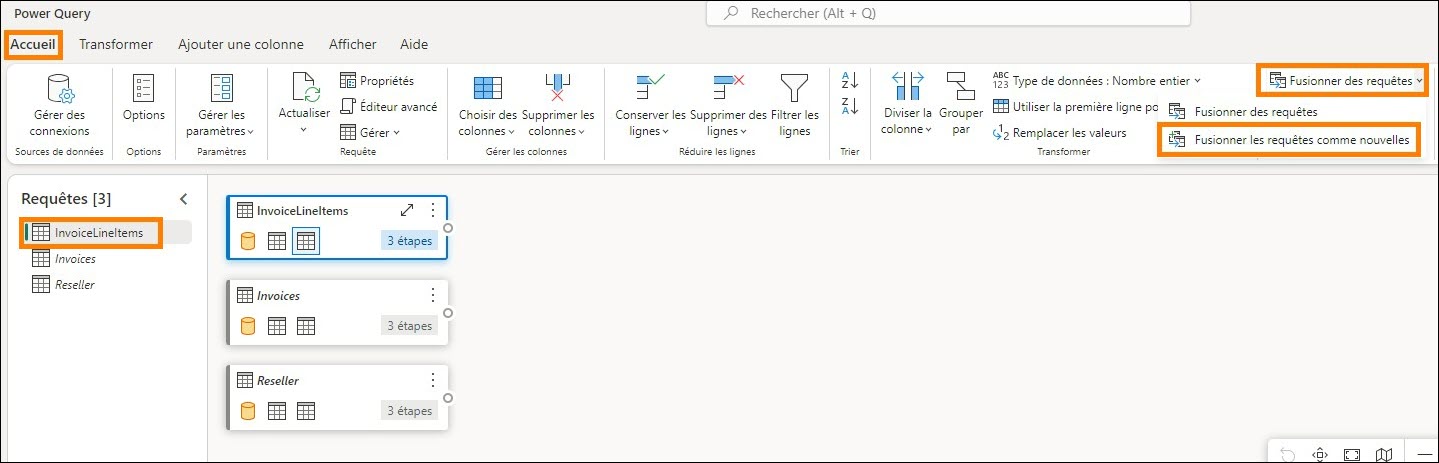 Power Query
Rechercher (Alt + Q)
Accueil Transformer Ajouter une colonne Afficher Aide
Gérer des connexions
Sources de données
Options
Options
Gérer les paramètres
Paramètres
Actualiser
Propriétés
Éditeur avancé
Gérer
Requête
Choisir des colonnes
Supprimer les colonnes
Gérer les colonnes
Conserver les lignes
Supprimer des lignes
Filtrer les lignes
Réduire les lignes
A
Z
Z
A
Trier
Diviser la colonne
Grouper par
ABC
123
Type de données : Nombre entier
Utiliser la première ligne po
1
2
Remplacer les valeurs
Transformer
Fusionner des requêtes
Fusionner des requêtes
Fusionner les requêtes comme nouvelles
Requêtes [3]
InvoiceLineItems
Invoices
Reseller
InvoiceLineItems
3 étapes
Invoices
3 étapes
Reseller
3 étapes